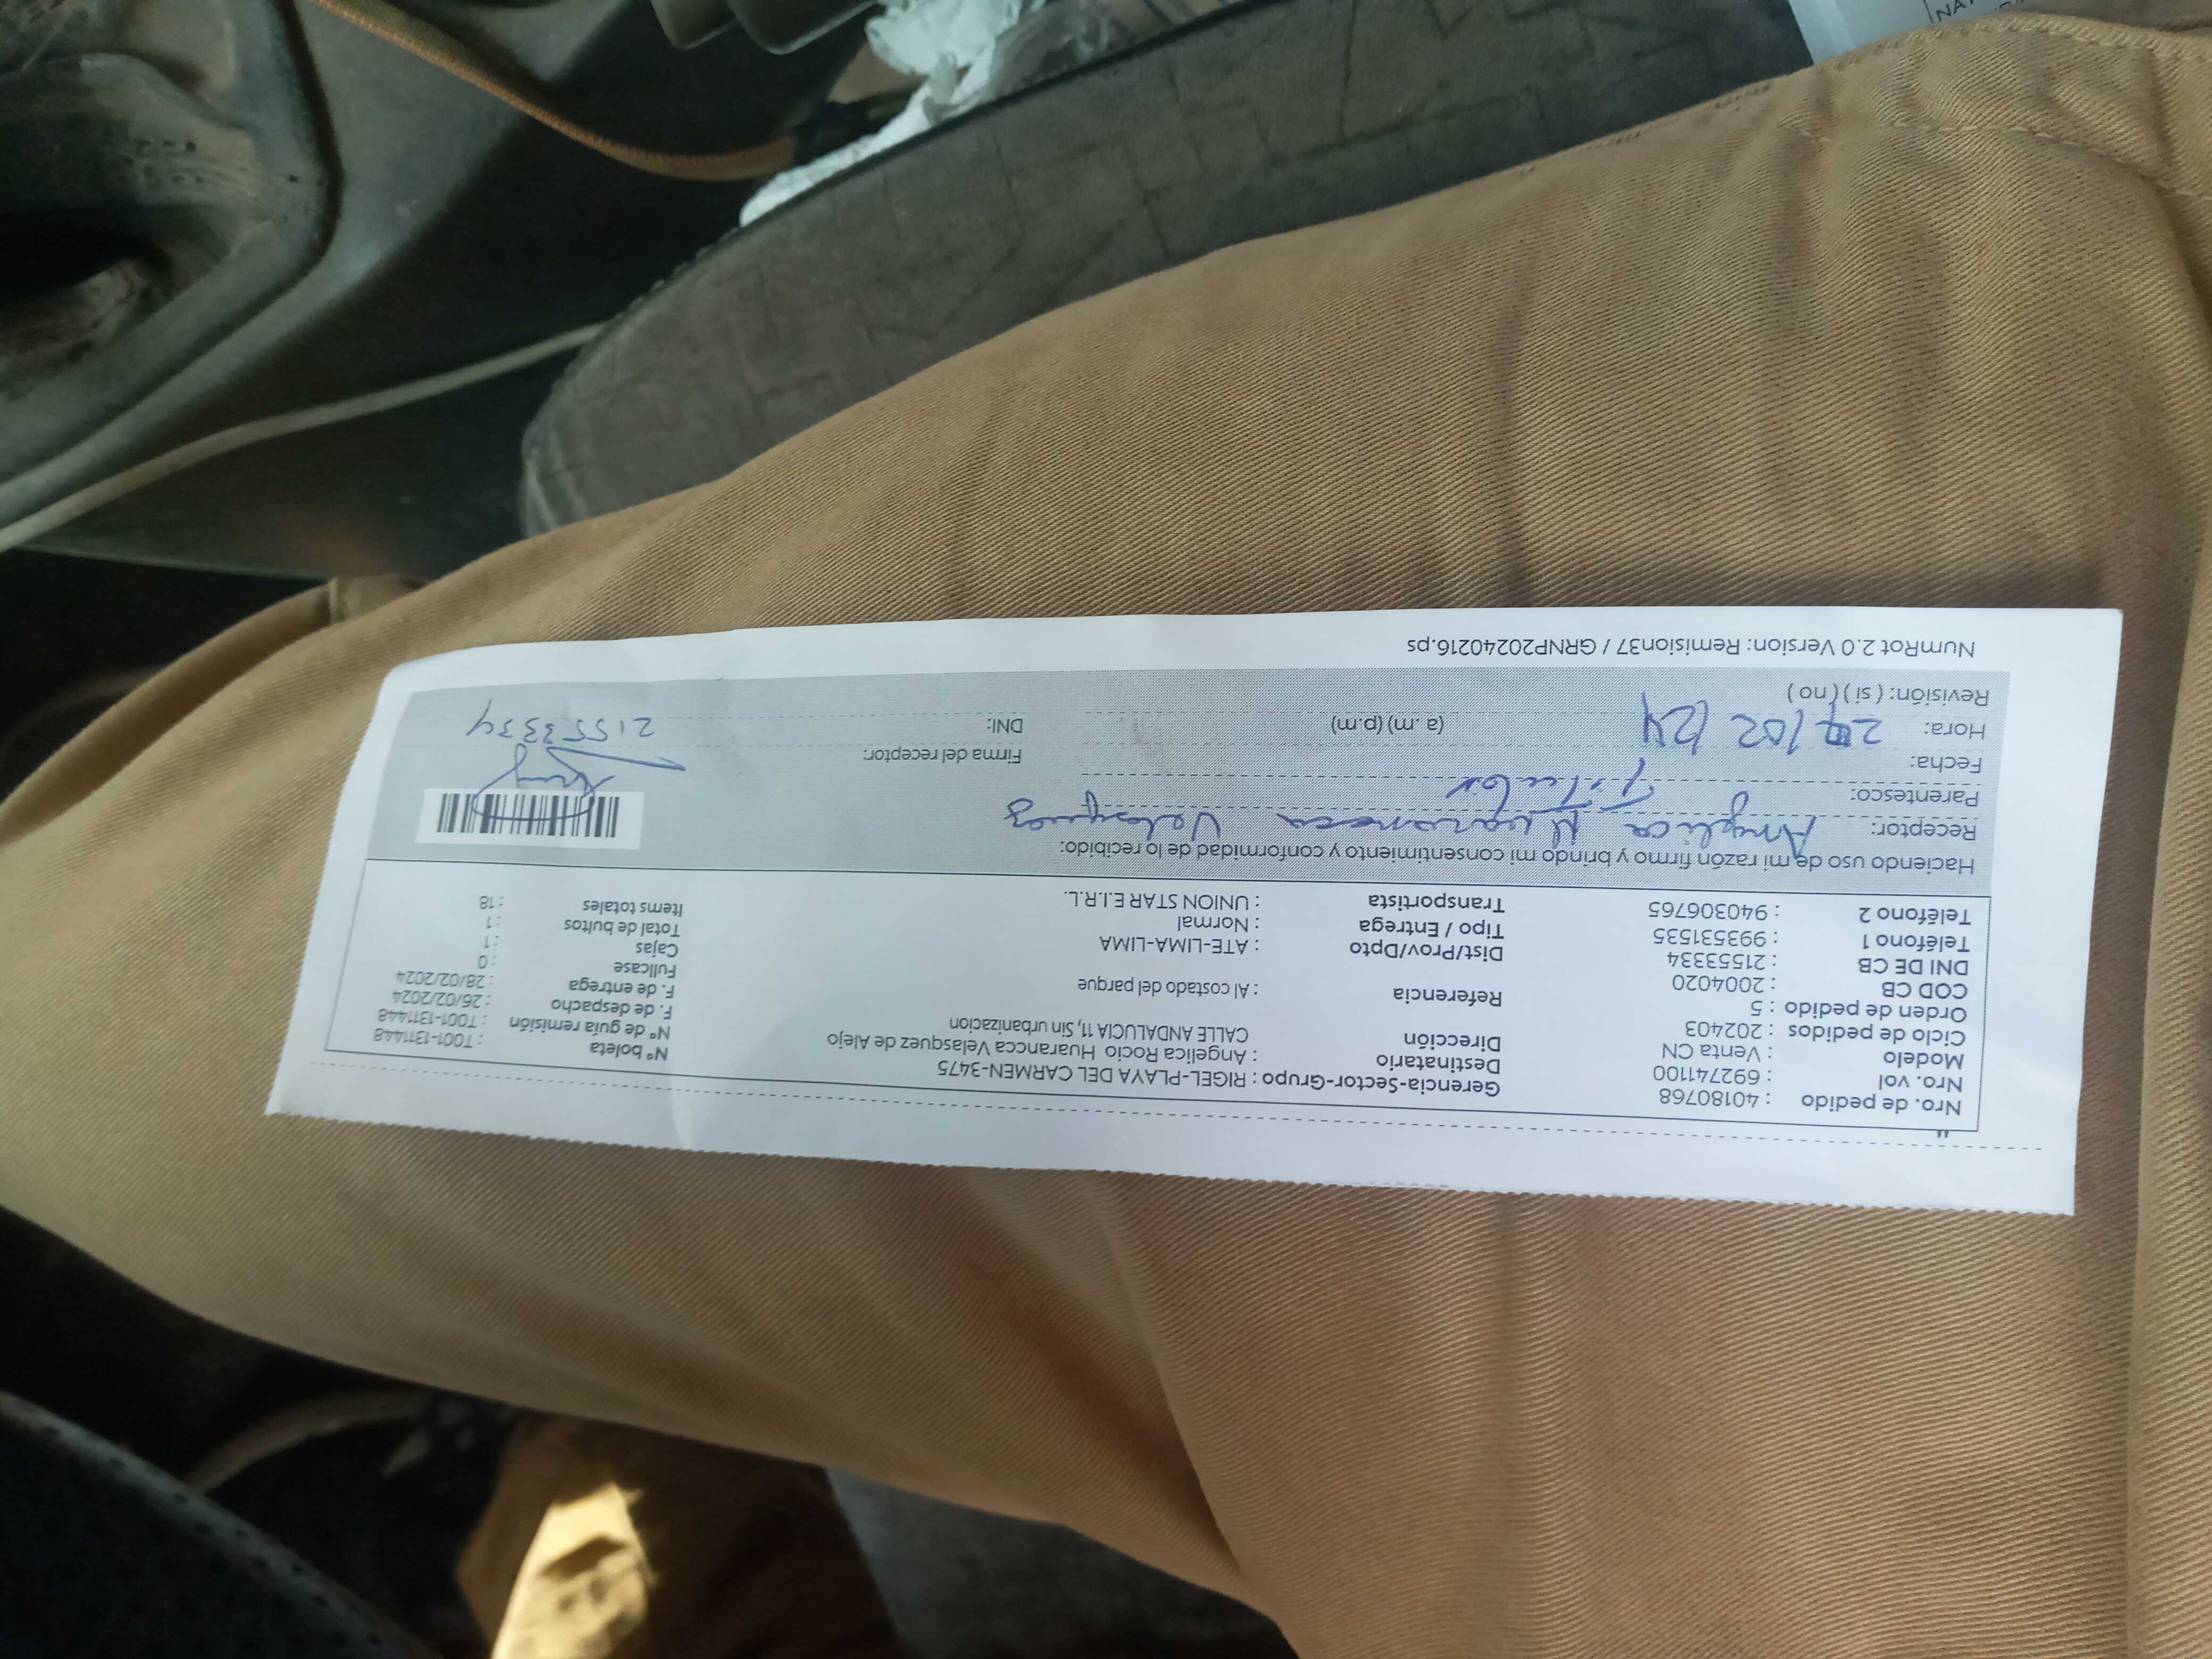 Nro. de pedido : 40180768
Nro. vol : 692741100
Modelo : Venta CN
Ciclo de pedidos : 202403
Orden de pedido : 5
COD CB : 2004020
DNI DE CB : 21553334
Teléfono 1 : 993531535
Teléfono 2 : 940306765
Gerencia-Sector-Grupo : RIGEL-PLAYA DEL CARMEN-3475
Destinatario : Angelica Rocio Huarancca Velasquez de Alejo
Dirección CALLE ANDALUCIA 11, Sin urbanizacion
Referencia : Al costado del parque
Dist/Prov/Dpto : ATE-LIMA-LIMA
Tipo / Entrega : Normal
Transportista : UNION STAR E.I.R.L.
N° boleta : T001-1311448
N° de guía remisión : T001-1311448
F. de despacho : 26/02/2024
F. de entrega : 28/02/2024
Fullcase : 0
Cajas : 1
Total de bultos : 1
Items totales : 18
Haciendo uso de mi razón firmo y brindo mi consentimiento y conformidad de lo recibido:
Receptor: Angelica Huarancca Velasquez
Parentesco: Titular
Fecha:
Hora: /02/24 (a .m) (p.m)
Revisión: ( si ) ( no )
Firma del receptor:
DNI: 21553334
NumRot 2.0 Version: Remision37 / GRNP20240216.ps